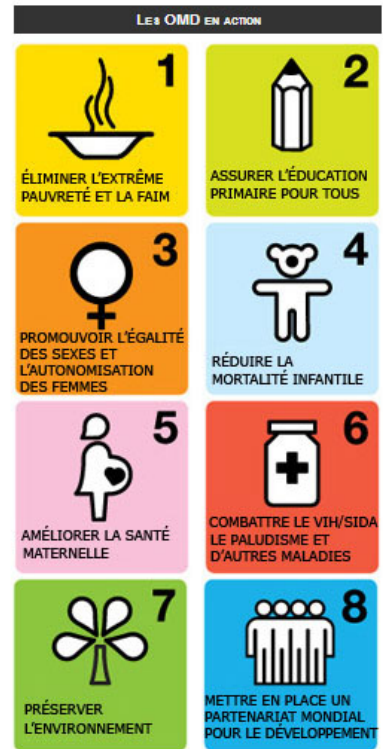 LES OMD EN ACTION
1
ÉLIMINER L'EXTRÊME
PAUVRETÉ ET LA FAIM
2
ASSURER L'ÉDUCATION
PRIMAIRE POUR TOUS
3
PROMOUVOIR L'ÉGALITÉ
DES SEXES ET
L'AUTONOMISATION
DES FEMMES
4
RÉDUIRE LA
MORTALITÉ INFANTILE
5
AMÉLIORER LA SANTÉ
MATERNELLE
6
COMBATTRE LE VIH/SIDA
LE PALUDISME ET
D'AUTRES MALADIES
7
PRÉSERVER
L'ENVIRONNEMENT
8
METTRE EN PLACE UN
PARTENARIAT MONDIAL
POUR LE DÉVELOPPEMENT